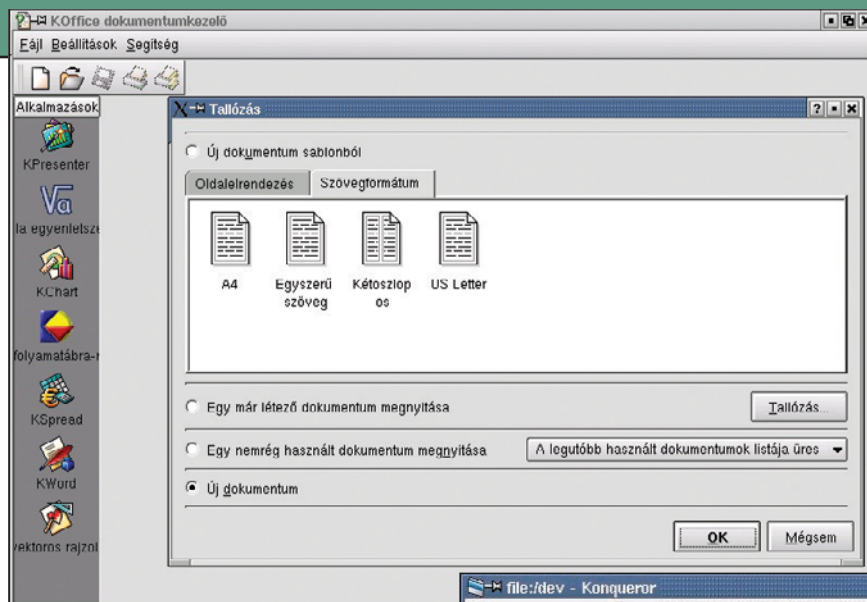 KOffice dokumentumkezelő
Fájl Beállítások Segítség
Alkalmazások
KPresenter
la egyenletsze
KChart
folyamatábra-r
KSpread
KWord
vektoros rajzol
Tallózás
Új dokumentum sablonból
Oldalelrendezés Szövegformátum
A4
Egyszerű
szöveg
Kétoszlop
os
US Letter
Egy már létező dokumentum megnyitása
Tallózás...
Egy nemrég használt dokumentum megnyitása
A legutóbb használt dokumentumok listája üres
Új dokumentum
OK Mégsem
file:/dev - Konqueror